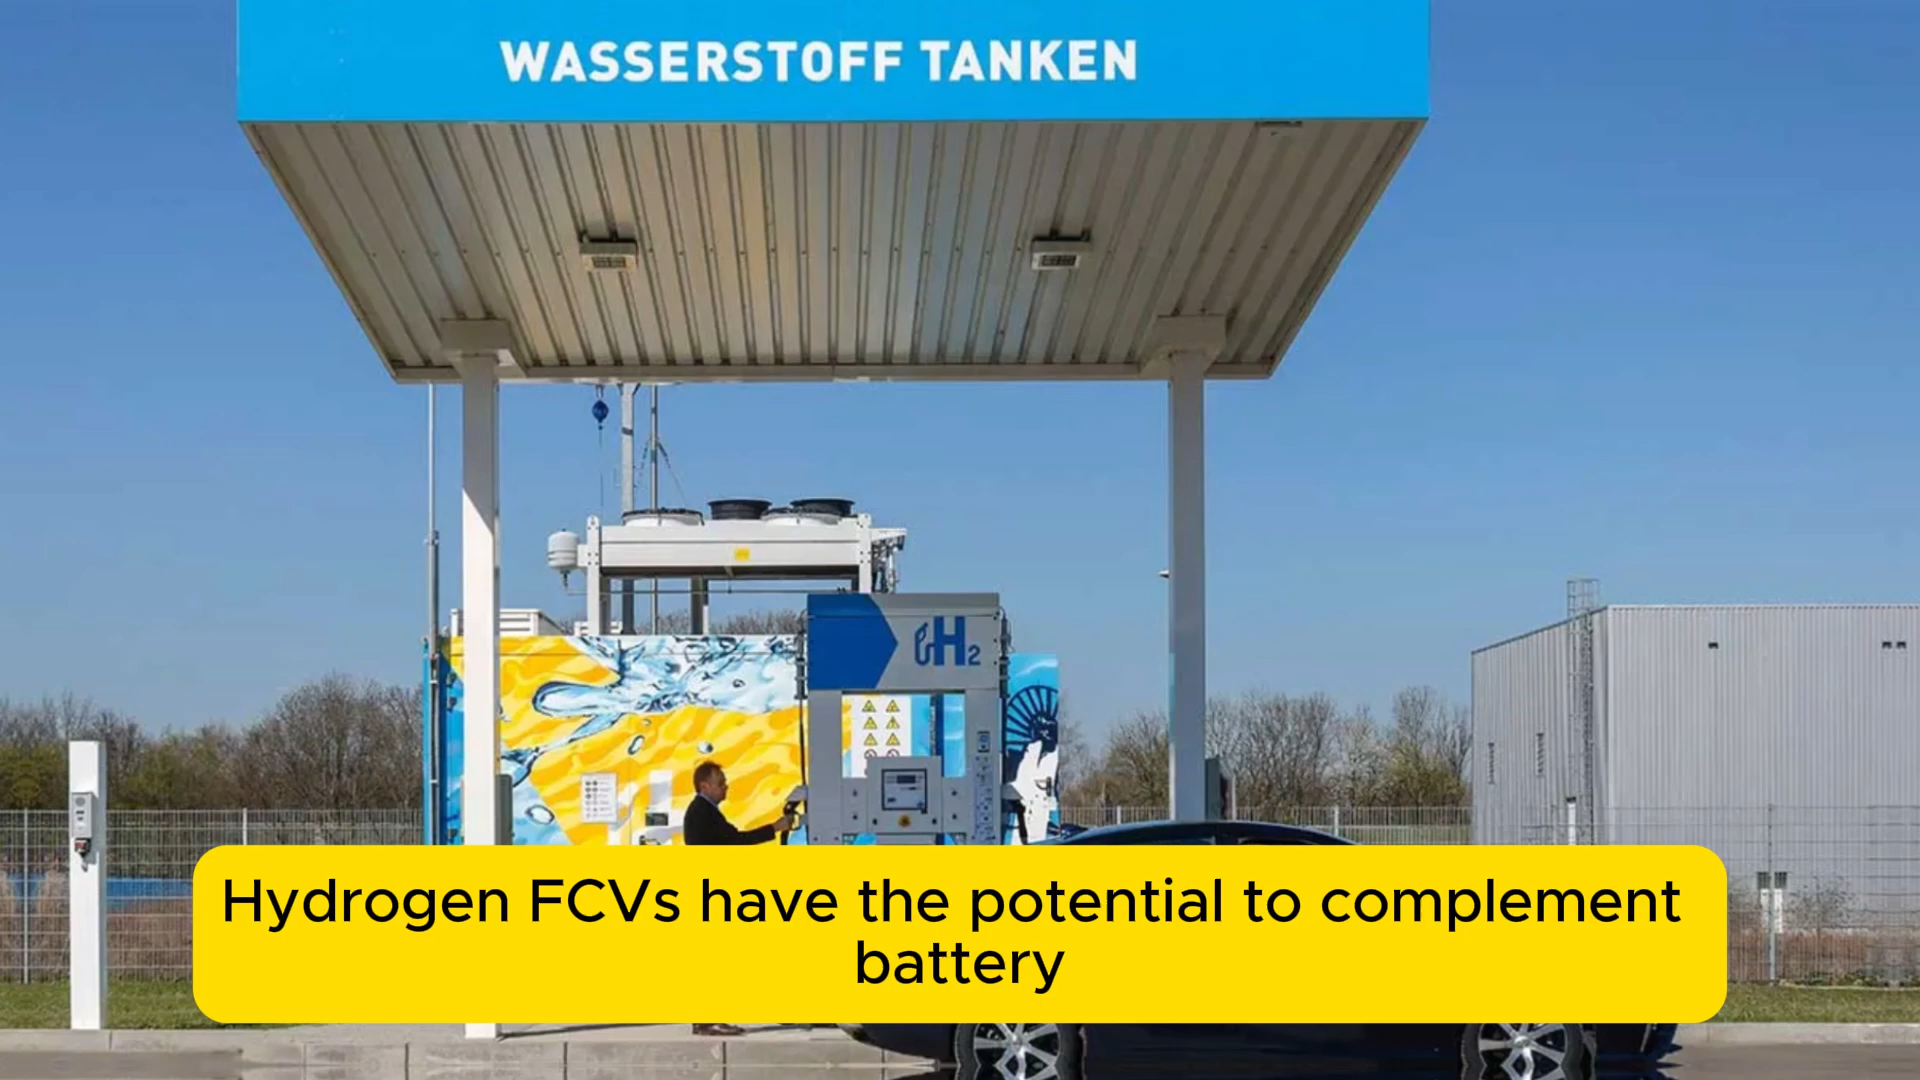 WASSERSTOFF TANKEN
H2
Hydrogen FCVs have the potential to complement
battery